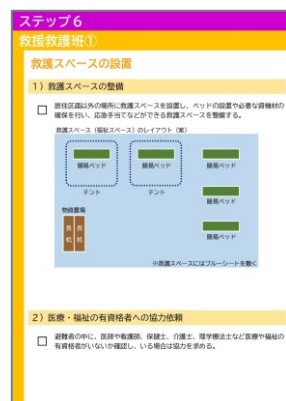 ステップ6
救援救護班①
救護スペースの設置
1）救護スペースの整備
□ 居住区画以外の場所に救護スペースを設置し、ベッドの設置や必要な資機材の
確保を行い、応急手当てなどができる救護スペースを整備する。
救護スペース（福祉スペース）のレイアウト（案）
簡易ベッド 簡易ベッド 簡易ベッド
テント テント
簡易ベッド
物資置場
長机 長机
簡易ベッド
※救護スペースにはブルーシートを敷く
2）医療・福祉の有資格者への協力依頼
□ 避難者の中に、医師や看護師、保健士、介護士、理学療法士など医療や福祉の
有資格者がいないか確認し、いる場合は協力を求める。